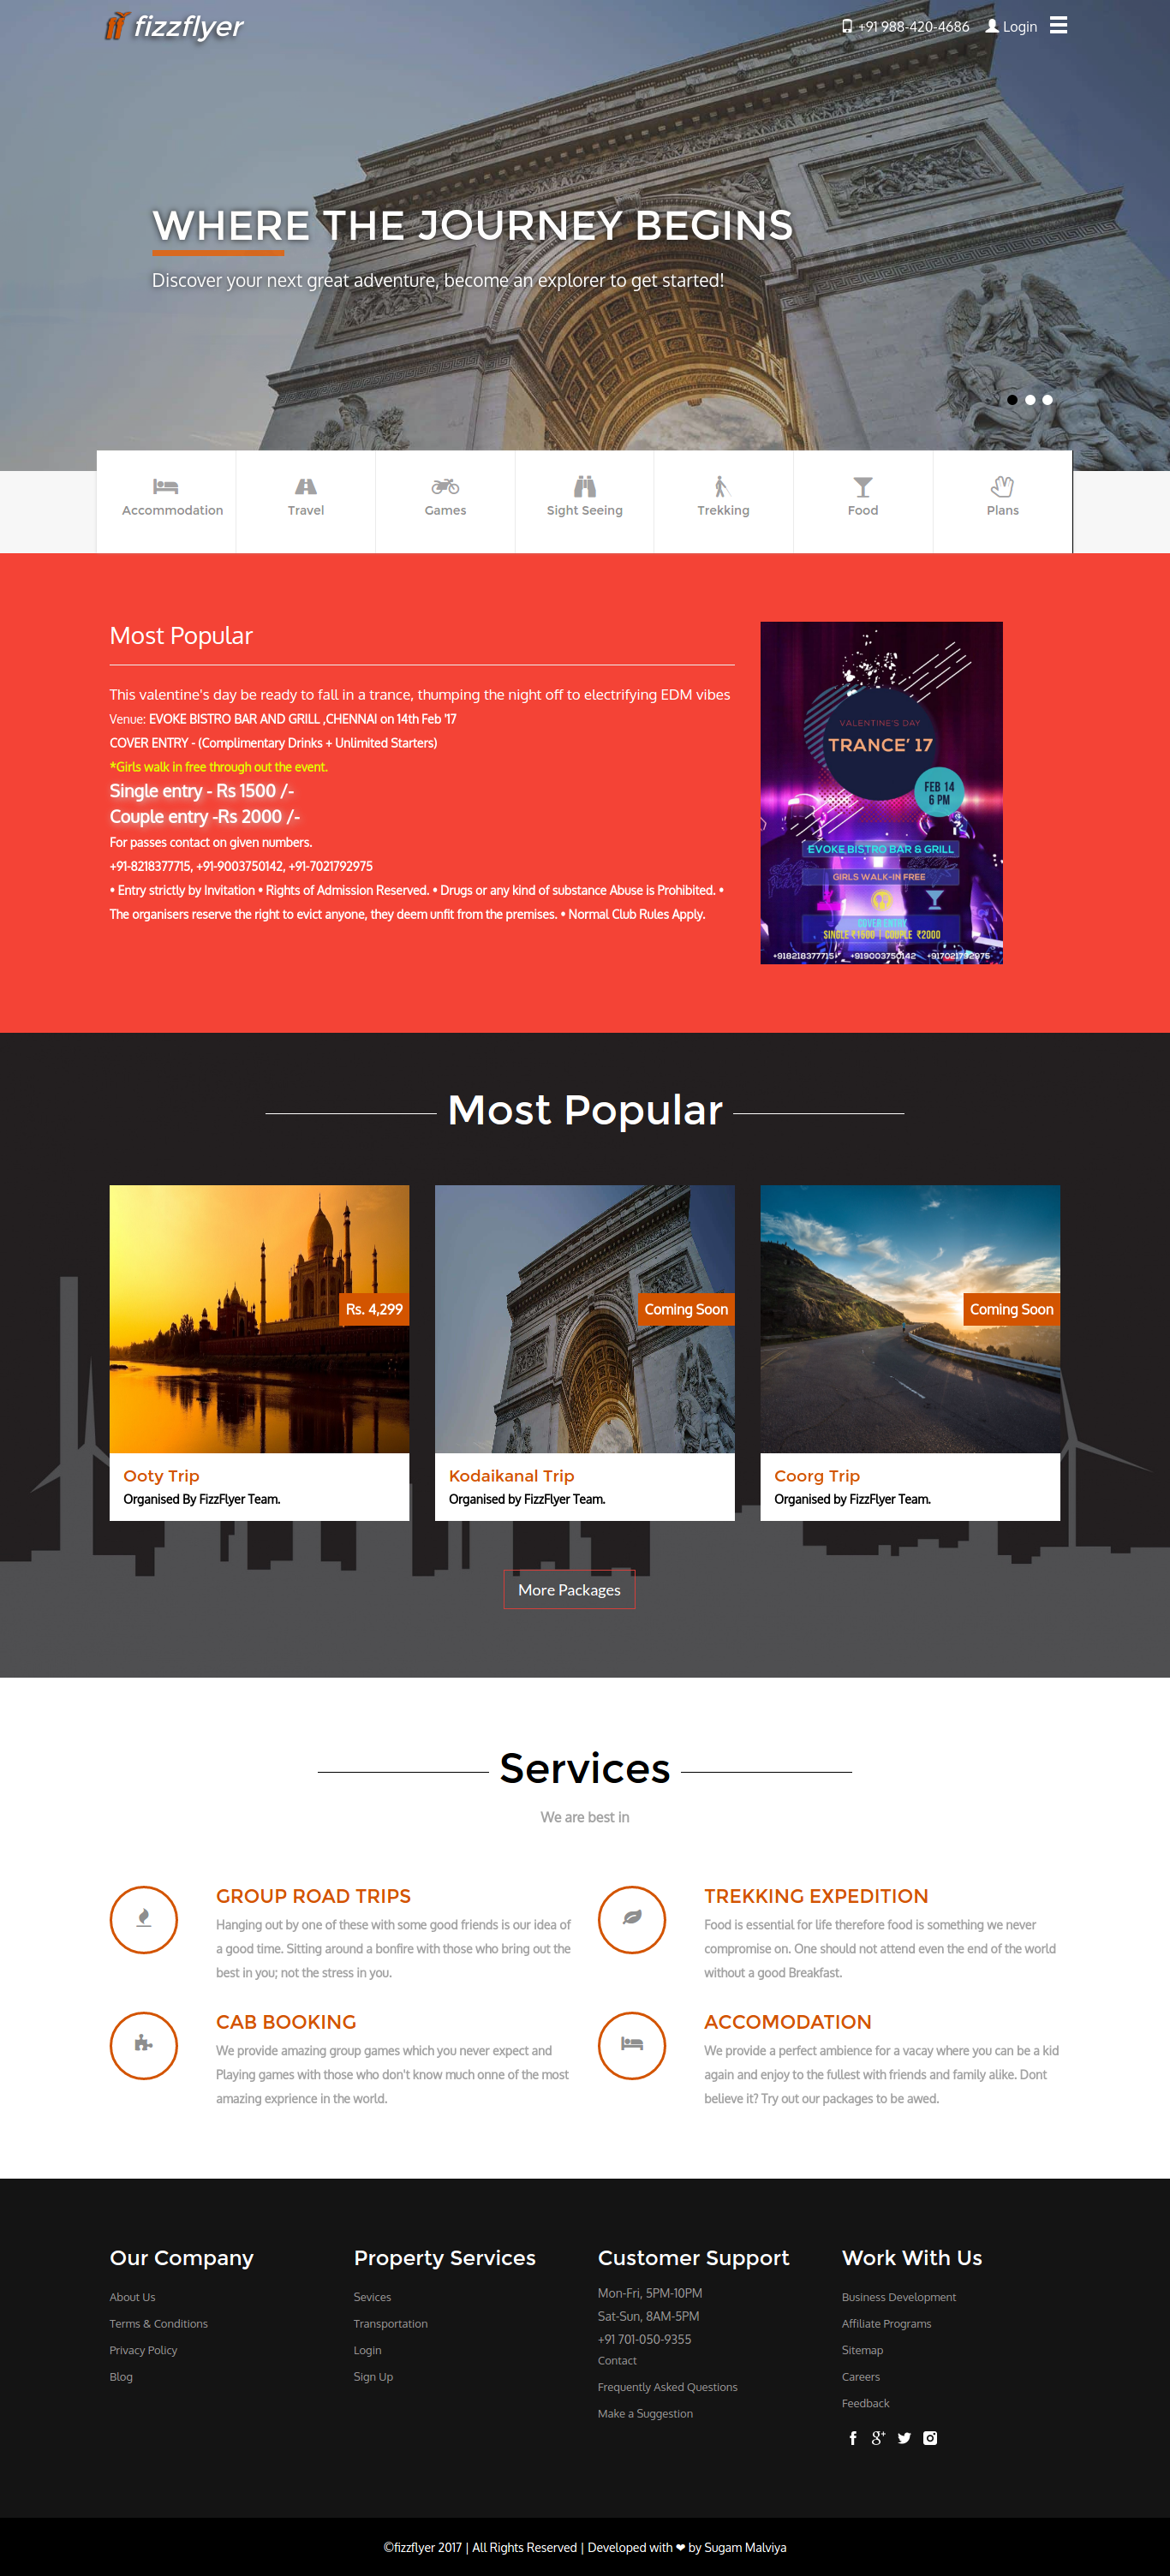 fizzflyer
+91 988-420-4686 Login
WHERE THE JOURNEY BEGINS
Discover your next great adventure, become an explorer to get started!
Accommodation
Travel
Games
Sight Seeing
Trekking
Food
Plans
Most Popular
This valentine's day be ready to fall in a trance, thumping the night off to electrifying EDM vibes
Venue: EVOKE BISTRO BAR AND GRILL ,CHENNAI on 14th Feb '17
COVER ENTRY - (Complimentary Drinks + Unlimited Starters)
*Girls walk in free through out the event.
Single entry - Rs 1500 /-
Couple entry -Rs 2000 /-
For passes contact on given numbers.
+91-8218377715, +91-9003750142, +91-7021792975
• Entry strictly by Invitation • Rights of Admission Reserved. • Drugs or any kind of substance Abuse is Prohibited. •
The organisers reserve the right to evict anyone, they deem unfit from the premises. • Normal Club Rules Apply.
VALENTINE'S DAY
TRANCE' 17
FEB 14
6 PM
EVOKE BISTRO BAR & GRILL
GIRLS WALK-IN FREE
COVER ENTRY
SINGLE ₹1500 | COUPLE ₹2000
+918218377715 +919003750142 +917021792975
Most Popular
Rs. 4,299
Coming Soon
Coming Soon
Ooty Trip
Organised By FizzFlyer Team.
Kodaikanal Trip
Organised by FizzFlyer Team.
Coorg Trip
Organised by FizzFlyer Team.
More Packages
Services
We are best in
GROUP ROAD TRIPS
Hanging out by one of these with some good friends is our idea of
a good time. Sitting around a bonfire with those who bring out the
best in you; not the stress in you.
TREKKING EXPEDITION
Food is essential for life therefore food is something we never
compromise on. One should not attend even the end of the world
without a good Breakfast.
CAB BOOKING
We provide amazing group games which you never expect and
Playing games with those who don't know much onne of the most
amazing exprience in the world.
ACCOMODATION
We provide a perfect ambience for a vacay where you can be a kid
again and enjoy to the fullest with friends and family alike. Dont
believe it? Try out our packages to be awed.
Our Company
About Us
Terms & Conditions
Privacy Policy
Blog
Property Services
Sevices
Transportation
Login
Sign Up
Customer Support
Mon-Fri, 5PM-10PM
Sat-Sun, 8AM-5PM
+91 701-050-9355
Contact
Frequently Asked Questions
Make a Suggestion
Work With Us
Business Development
Affiliate Programs
Sitemap
Careers
Feedback
©fizzflyer 2017 | All Rights Reserved | Developed with ❤ by Sugam Malviya